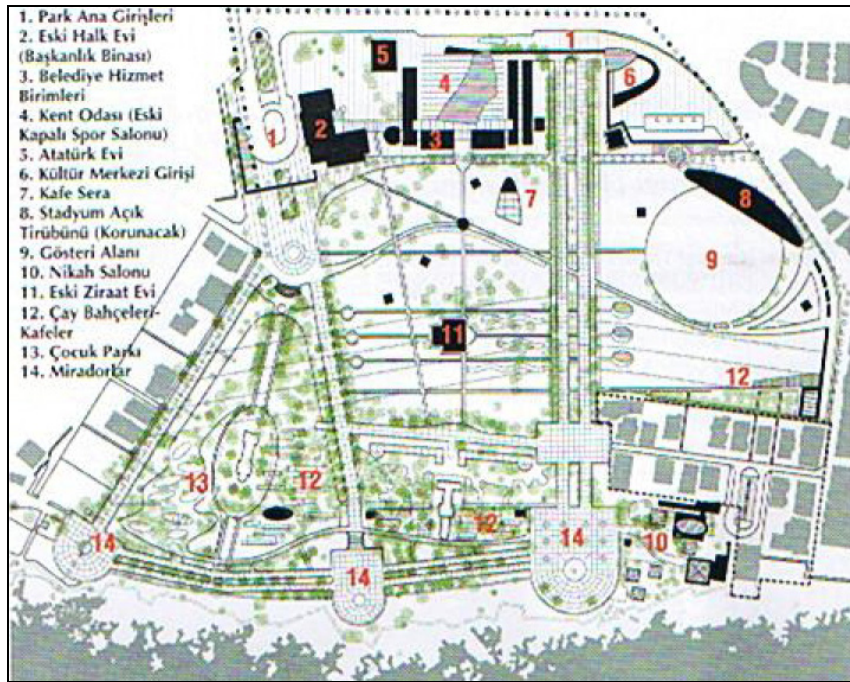 1. Park Ana Girişleri
2. Eski Halk Evi
(Başkanlık Binası)
3. Belediye Hizmet
Birimleri
4. Kent Odası (Eski
Kapalı Spor Salonu)
5. Atatürk Evi
6. Kültür Merkezi Girişi
7. Kafe Sera
8. Stadyum Açık
Tirübünü (Korunacak)
9. Gösteri Alanı
10. Nikah Salonu
11. Eski Ziraat Evi
12. Çay Bahçeleri-
Kafeler
13. Çocuk Parkı
14. Miradorlar
1
5
4
6
1
2
3
7
8
9
11
12
13
12
12
10
14
14
14